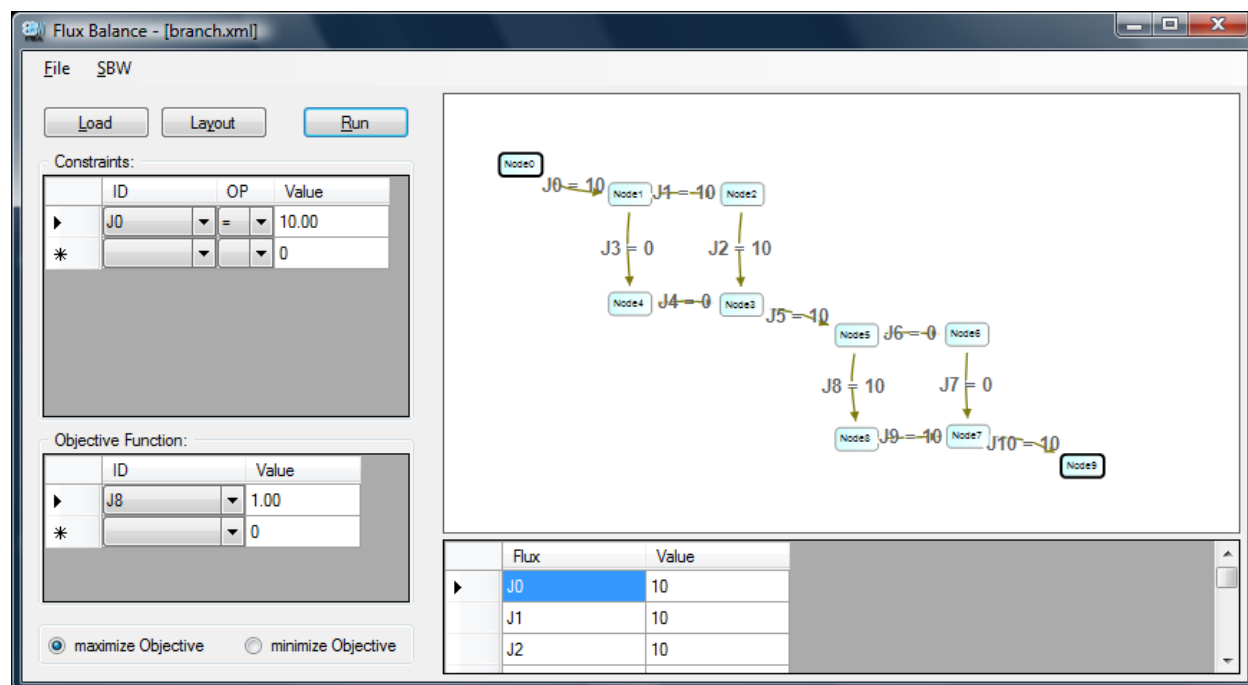 Flux Balance - [branch.xml]
File SBW
Load Layout Run
Constraints:
ID OP Value
J0 = 10.00
0
Objective Function:
ID Value
J8 1.00
0
maximize Objective minimize Objective
Node0
J0 = 10 Node1 J1 = 10 Node2
J3 = 0 J2 = 10
Node4 J4 = 0 Node3 J5 = 10
Node5 J6 = 0 Node6
J8 = 10 J7 = 0
Node8 J9 = 10 Node7 J10 = 10
Node9
Flux Value
J0 10
J1 10
J2 10